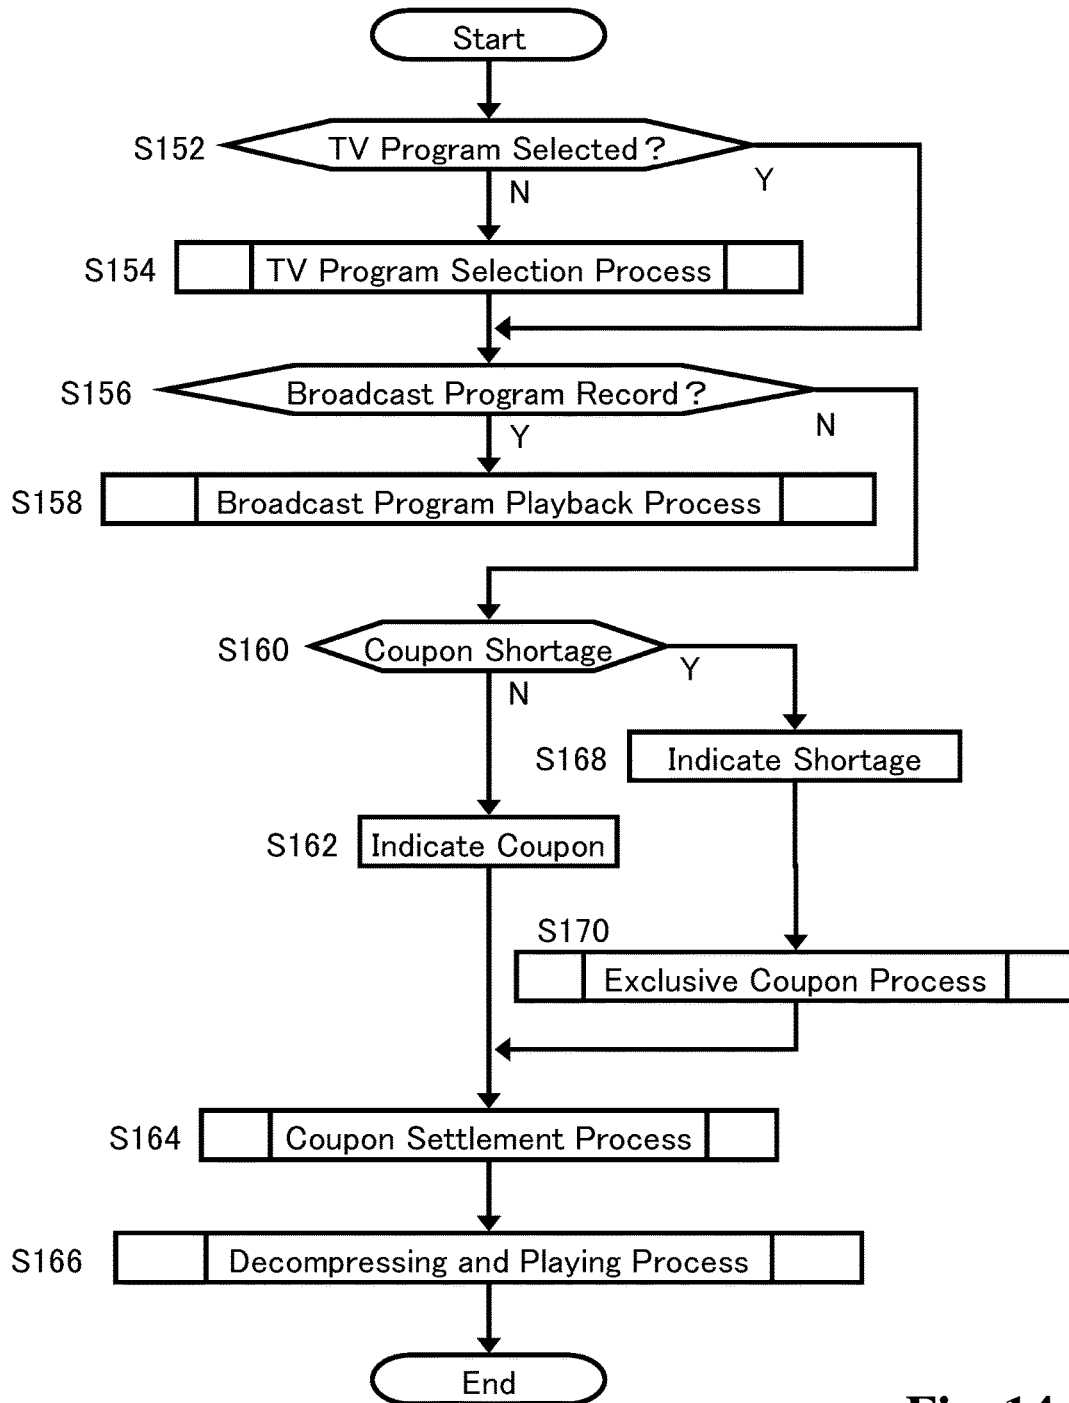 Start
S152
TV Program Selected?
Y
N
S154
TV Program Selection Process
S156
Broadcast Program Record?
N
Y
S158
Broadcast Program Playback Process
S160
Coupon Shortage
Y
N
S168
Indicate Shortage
S162
Indicate Coupon
S170
Exclusive Coupon Process
S164
Coupon Settlement Process
S166
Decompressing and Playing Process
End